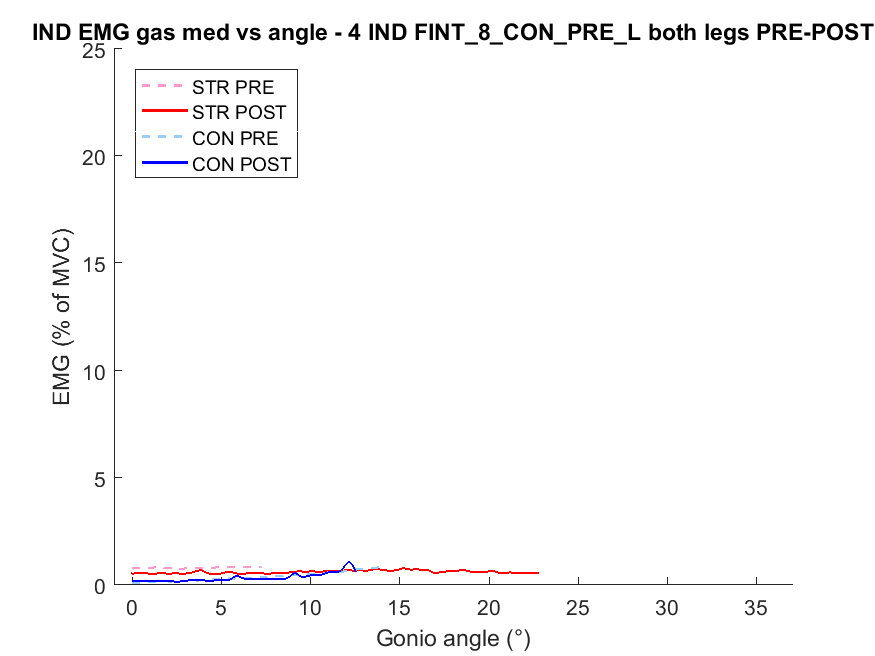 IND EMG gas med vs angle - 4 IND FINT_8_CON_PRE_L both legs PRE-POST
25
STR PRE
STR POST
CON PRE
CON POST
20
15
10
5
0
EMG (% of MVC)
0 5 10 15 20 25 30 35
Gonio angle (°)